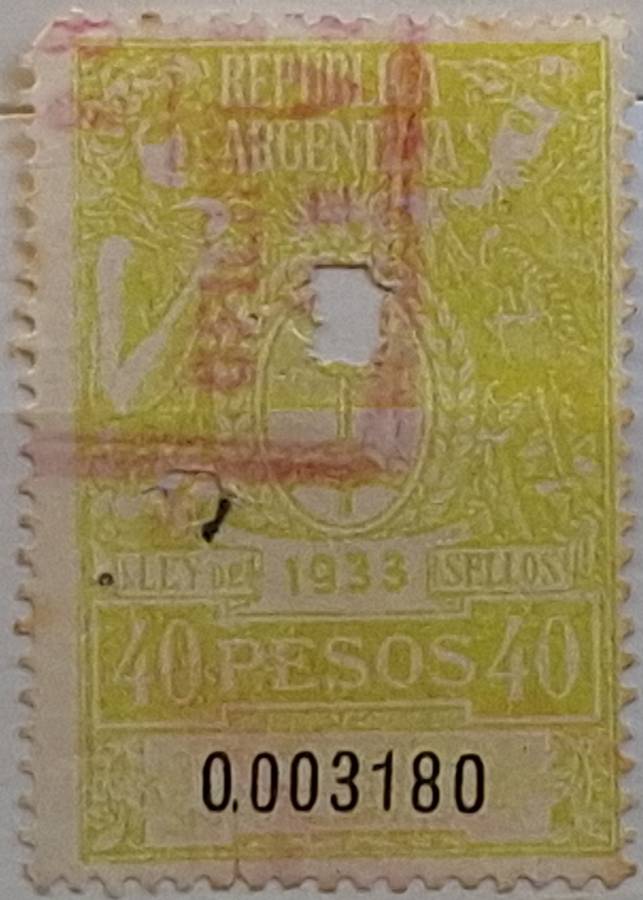 REPUBLICA
ARGENTINA
LEY DE 1933 SELLOS
40 PESOS 40
0.003180